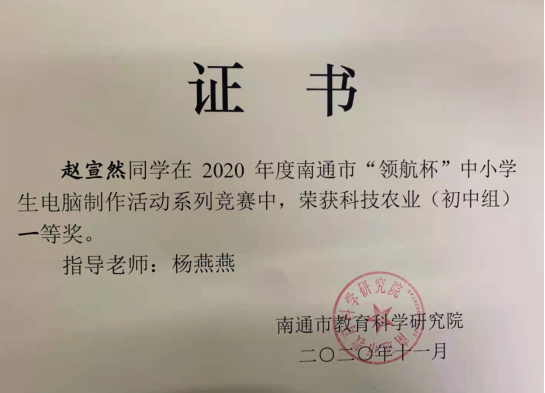 证 书
赵宣然同学在 2020 年度南通市“领航杯”中小学
生电脑制作活动系列竞赛中，荣获科技农业（初中组）
一等奖。
指导老师：杨燕燕
南通市教育科学研究院
二〇二〇年十一月